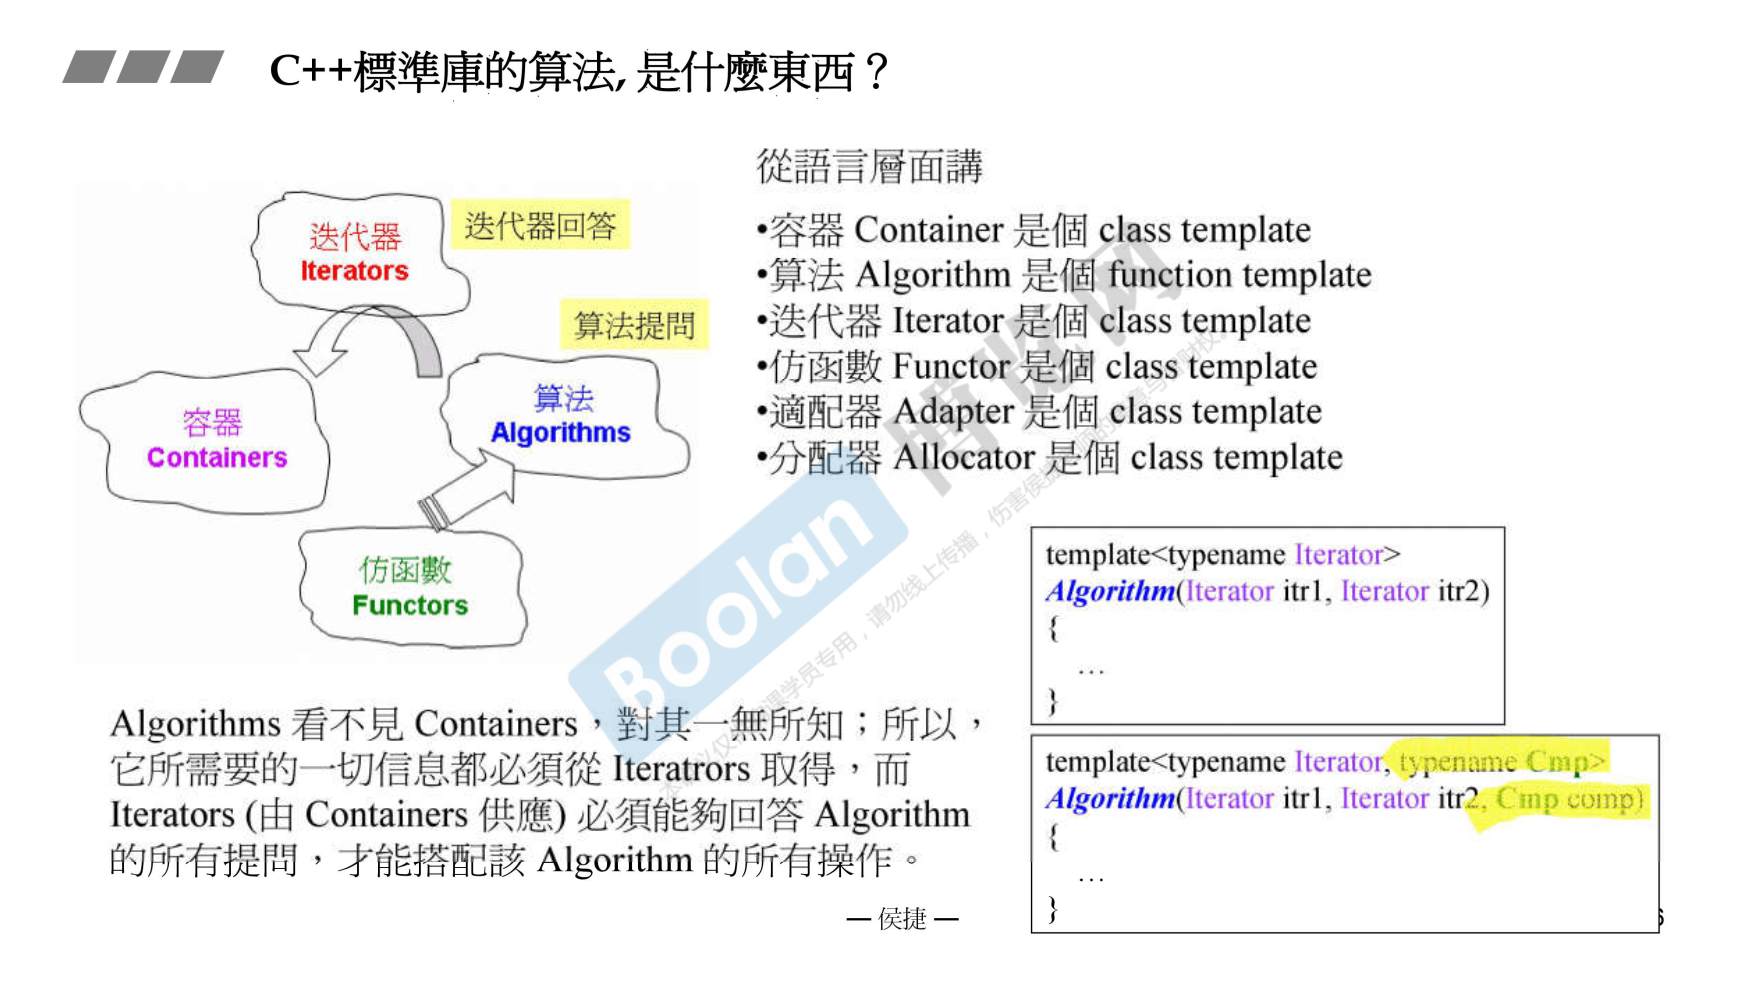 C++標準庫的算法, 是什麼東西？
迭代器
Iterators
迭代器回答
算法提問
容器
Containers
算法
Algorithms
仿函數
Functors
從語言層面講
•容器 Container 是個 class template
•算法 Algorithm 是個 function template
•迭代器 Iterator 是個 class template
•仿函數 Functor 是個 class template
•適配器 Adapter 是個 class template
•分配器 Allocator 是個 class template
template<typename Iterator>
Algorithm(Iterator itr1, Iterator itr2)
{
…
}
template<typename Iterator, typename Cmp>
Algorithm(Iterator itr1, Iterator itr2, Cmp comp)
{
…
}
Algorithms 看不見 Containers，對其一無所知；所以，
它所需要的一切信息都必須從 Iteratrors 取得，而
Iterators (由 Containers 供應) 必須能夠回答 Algorithm
的所有提問，才能搭配該 Algorithm 的所有操作。
Boolan 博览网
— 侯捷 —